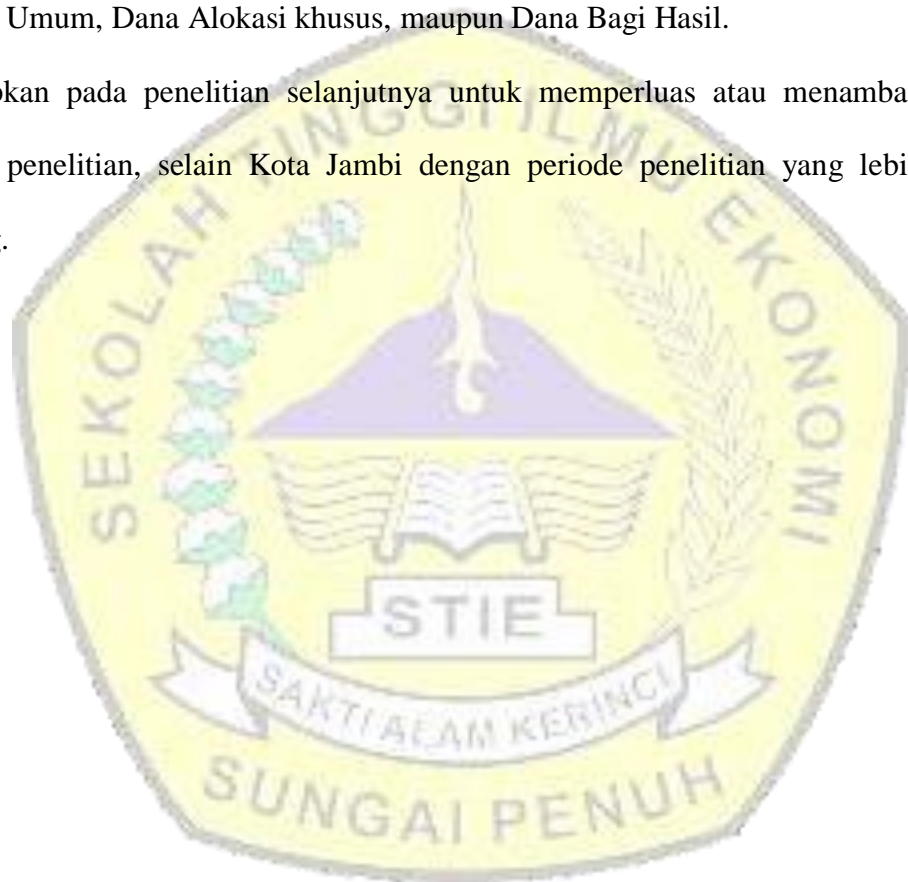 Umum, Dana Alokasi khusus, maupun Dana Bagi Hasil.
okan pada penelitian selanjutnya untuk memperluas atau menamba
penelitian, selain Kota Jambi dengan periode penelitian yang lebi
g.
SEKOLAH TINGGI ILMU EKONOMI
STIE
SAKTI ALAM KERINCI
SUNGAI PENUH